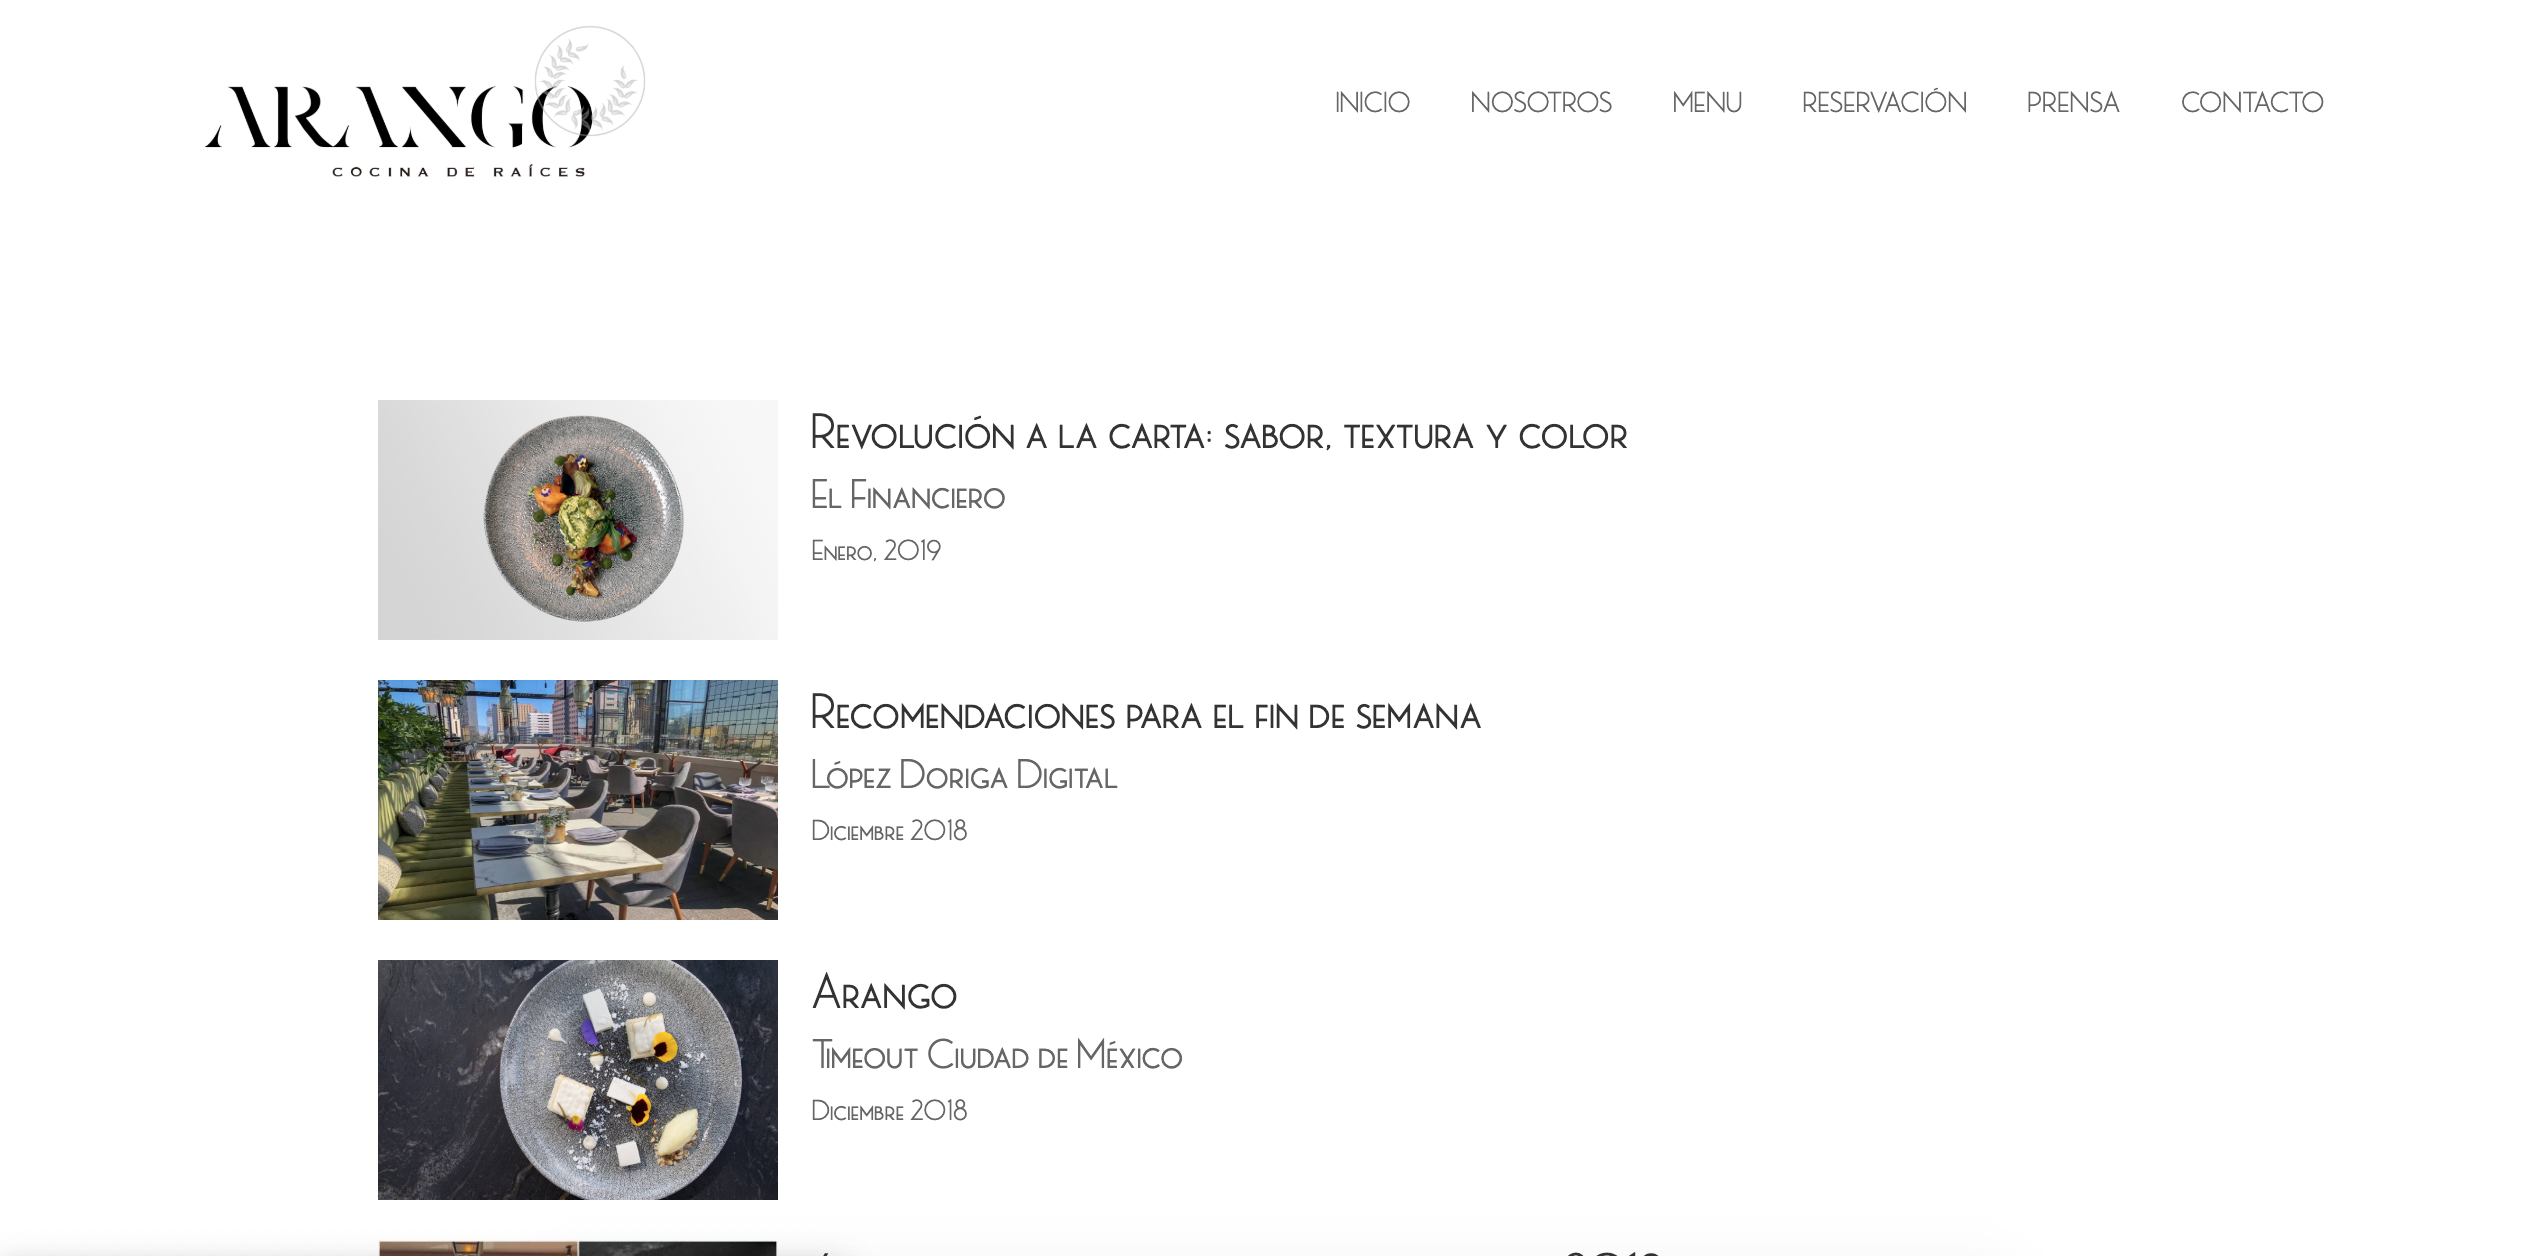 ARANGO
COCINA DE RAÍCES
INICIO NOSOTROS MENU RESERVACIÓN PRENSA CONTACTO
Revolución a la carta: sabor, textura y color
El Financiero
Enero, 2019
Recomendaciones para el fin de semana
López Doriga Digital
Diciembre 2018
Arango
Timeout Ciudad de México
Diciembre 2018